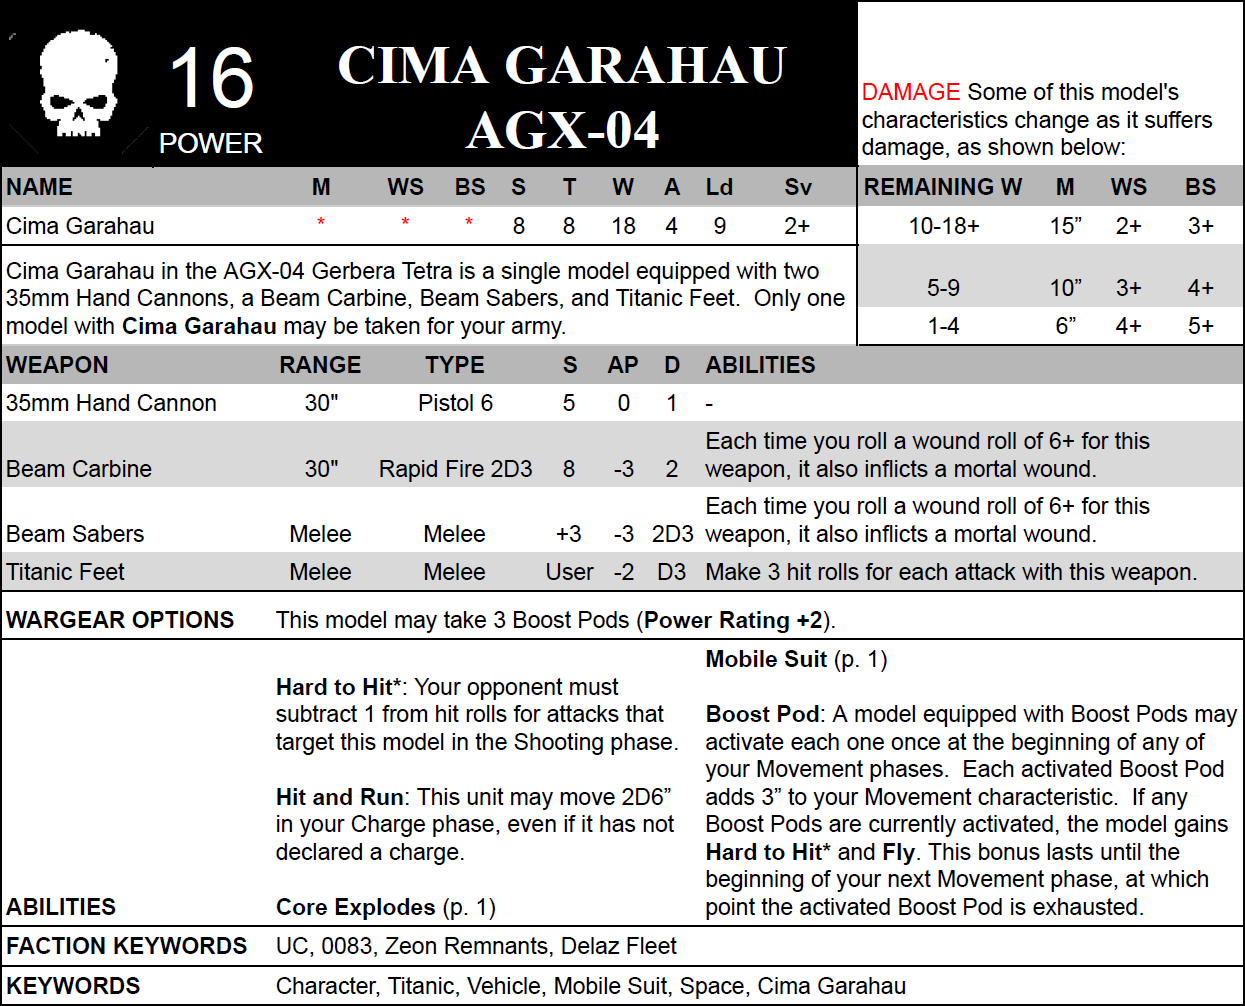 16
POWER
CIMA GARAHAU
AGX-04
DAMAGE Some of this model's
characteristics change as it suffers
damage, as shown below:
NAME M WS BS S T W A Ld Sv
Cima Garahau * * * 8 8 18 4 9 2+
REMAINING W M WS BS
10-18+ 15” 2+ 3+
5-9 10” 3+ 4+
1-4 6” 4+ 5+
Cima Garahau in the AGX-04 Gerbera Tetra is a single model equipped with two
35mm Hand Cannons, a Beam Carbine, Beam Sabers, and Titanic Feet.  Only one
model with Cima Garahau may be taken for your army.
WEAPON RANGE TYPE S AP D ABILITIES
35mm Hand Cannon 30" Pistol 6 5 0 1 -
Each time you roll a wound roll of 6+ for this
Beam Carbine 30" Rapid Fire 2D3 8 -3 2 weapon, it also inflicts a mortal wound.
Each time you roll a wound roll of 6+ for this
Beam Sabers Melee Melee +3 -3 2D3 weapon, it also inflicts a mortal wound.
Titanic Feet Melee Melee User -2 D3 Make 3 hit rolls for each attack with this weapon.
WARGEAR OPTIONS This model may take 3 Boost Pods (Power Rating +2).
ABILITIES
Hard to Hit*: Your opponent must
subtract 1 from hit rolls for attacks that
target this model in the Shooting phase.
Hit and Run: This unit may move 2D6”
in your Charge phase, even if it has not
declared a charge.
Core Explodes (p. 1)
Mobile Suit (p. 1)
Boost Pod: A model equipped with Boost Pods may
activate each one once at the beginning of any of
your Movement phases.  Each activated Boost Pod
adds 3” to your Movement characteristic.  If any
Boost Pods are currently activated, the model gains
Hard to Hit* and Fly. This bonus lasts until the
beginning of your next Movement phase, at which
point the activated Boost Pod is exhausted.
FACTION KEYWORDS UC, 0083, Zeon Remnants, Delaz Fleet
KEYWORDS Character, Titanic, Vehicle, Mobile Suit, Space, Cima Garahau